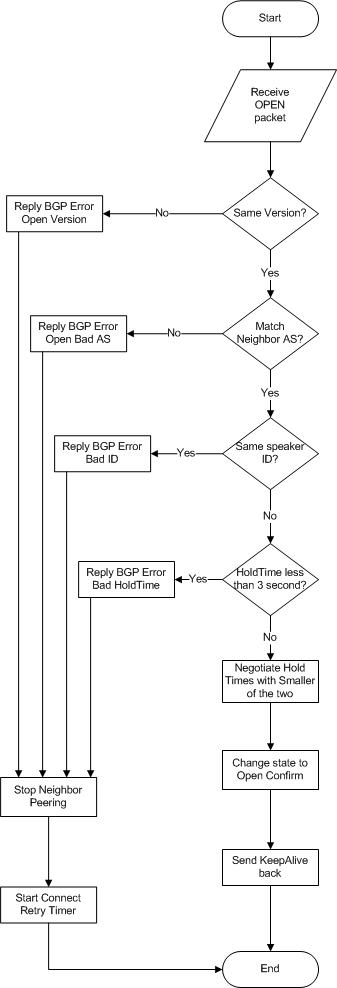 Start
Receive
OPEN
packet
Same Version?
No
Reply BGP Error
Open Version
Yes
Match
Neighbor AS?
No
Reply BGP Error
Open Bad AS
Yes
Same speaker
ID?
Yes
Reply BGP Error
Bad ID
No
HoldTime less
than 3 second?
Yes
Reply BGP Error
Bad HoldTime
No
Negotiate Hold
Times with Smaller
of the two
Change state to
Open Confirm
Stop Neighbor
Peering
Send KeepAlive
back
Start Connect
Retry Timer
End